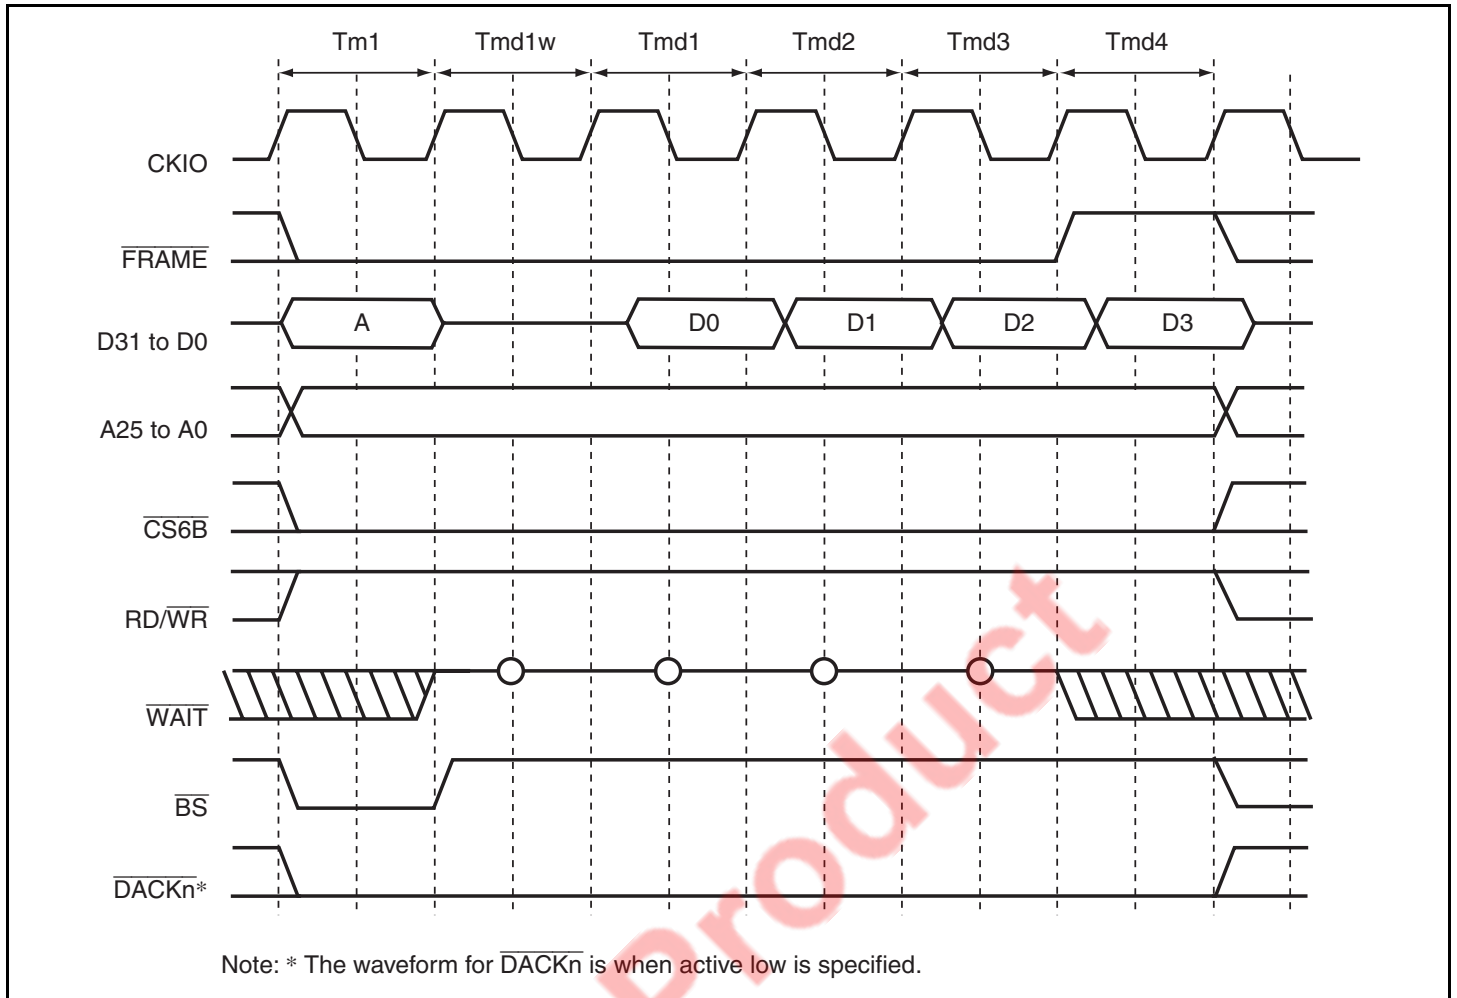 Tm1 Tmd1w Tmd1 Tmd2 Tmd3 Tmd4
CKIO
FRAME
D31 to D0
A D0 D1 D2 D3
A25 to A0
CS6B
RD/WR
WAIT
BS
DACKn*
Note: * The waveform for DACKn is when active low is specified.
Product